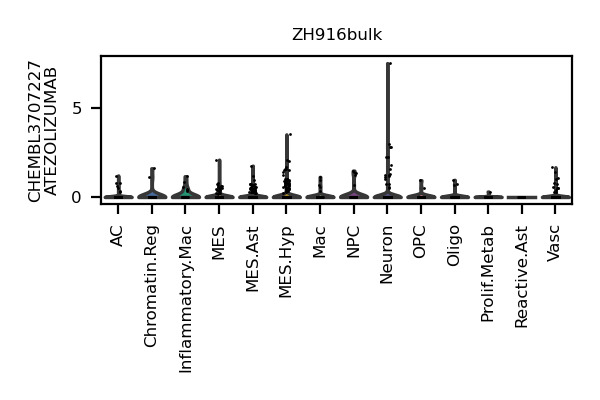 ZH916bulk
CHEMBL3707227
ATEZOLIZUMAB
5
0
AC
Chromatin.Reg
Inflammatory.Mac
MES
MES.Ast
MES.Hyp
Mac
NPC
Neuron
OPC
Oligo
Prolif.Metab
Reactive.Ast
Vasc